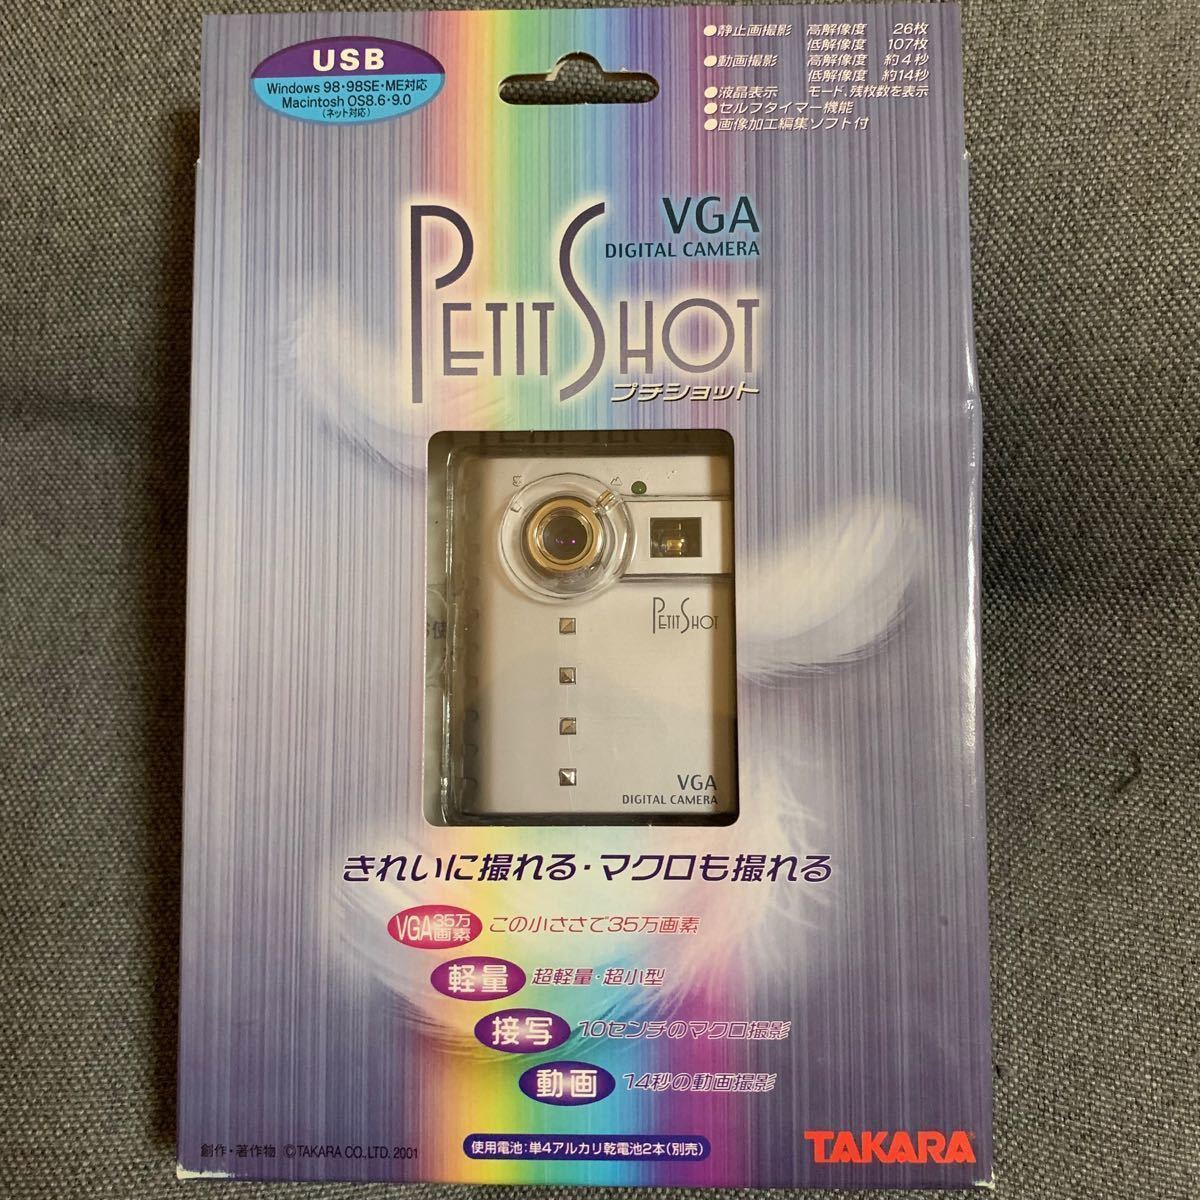 USB
Windows 98・98SE・ME対応
Macintosh OS8.6・9.0
(ネット対応)
●静止画撮影 高解像度 26枚
低解像度 107枚
●動画撮影 高解像度 約4秒
低解像度 約14秒
●液晶表示 モード、残枚数を表示
●セルフタイマー機能
●画像加工編集ソフト付
VGA
DIGITAL CAMERA
PETIT SHOT
プチショット
PETIT SHOT
VGA
DIGITAL CAMERA
きれいに撮れる・マクロも撮れる
VGA35万画素 この小ささで35万画素
軽量 超軽量・超小型
接写 10センチのマクロ撮影
動画 14秒の動画撮影
使用電池:単4アルカリ乾電池2本(別売)
創作・著作物 ©TAKARA CO.,LTD. 2001
TAKARA